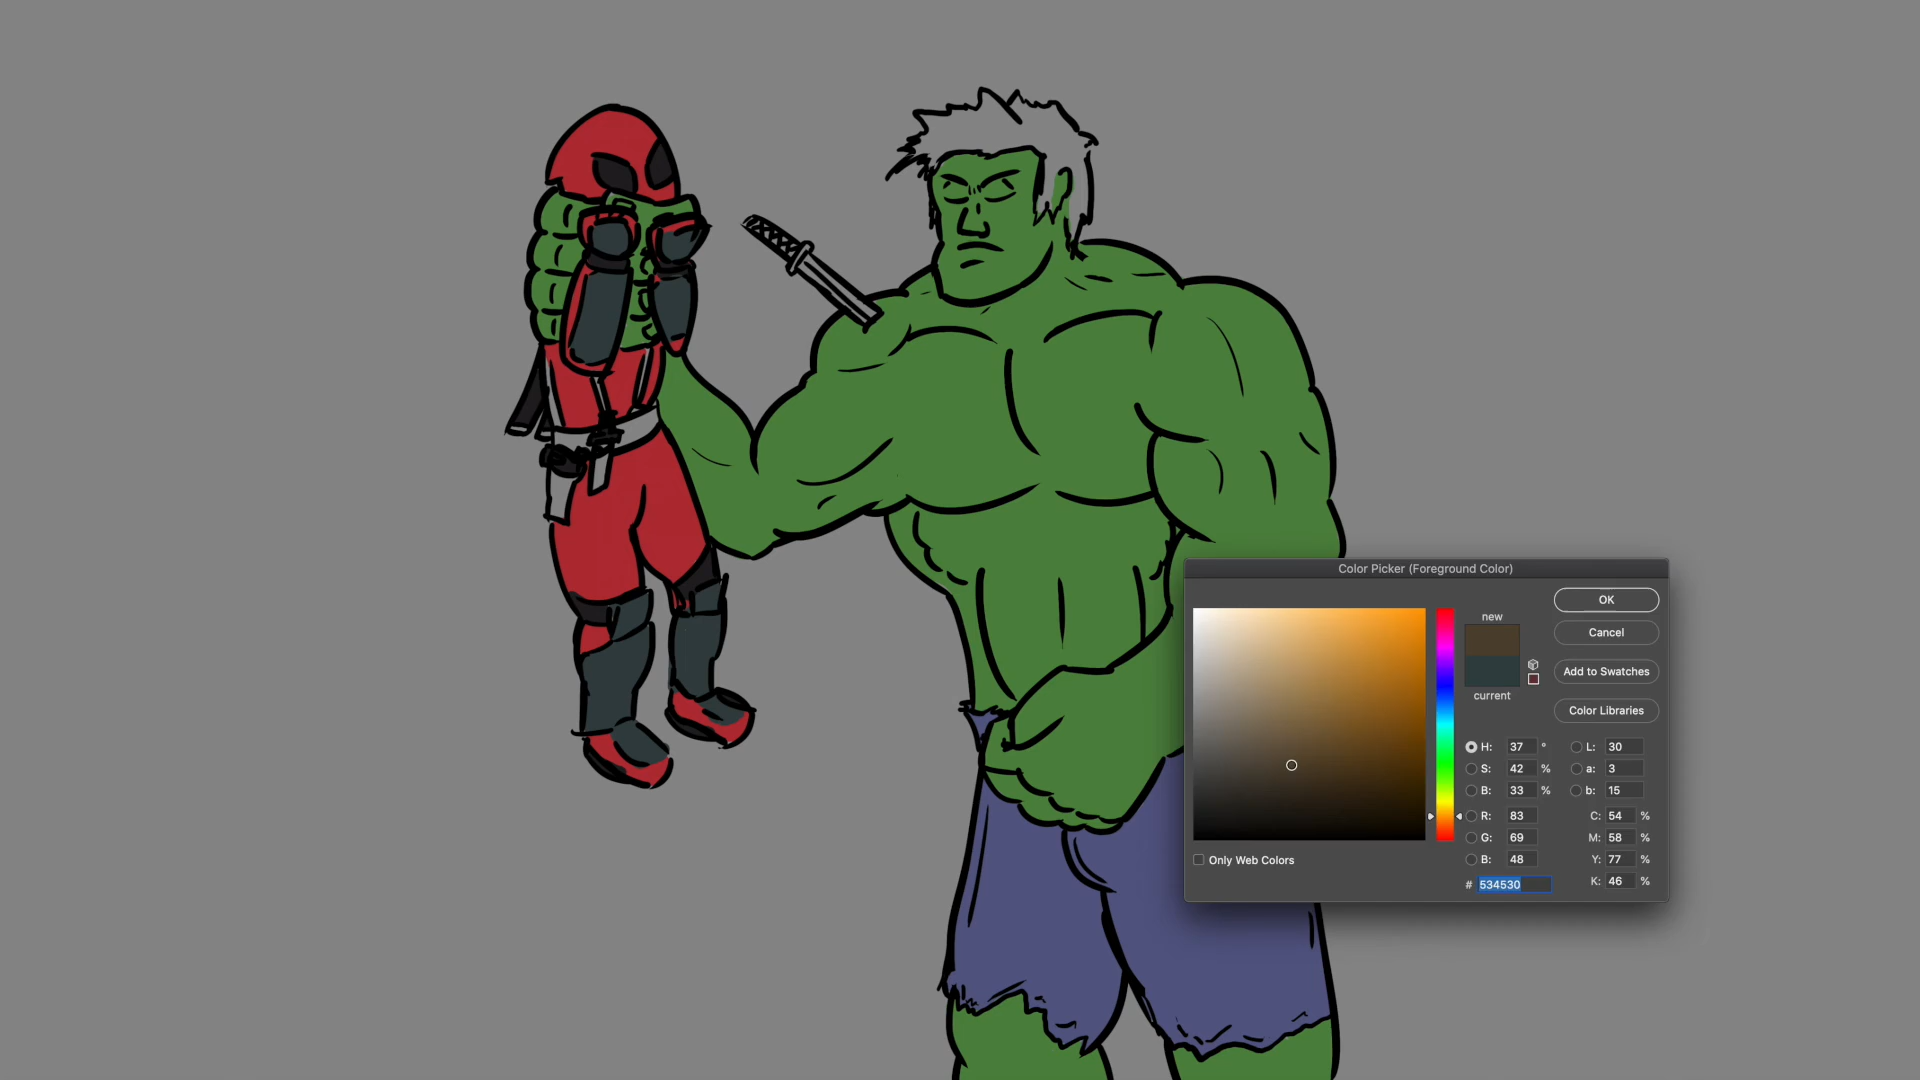 Color Picker (Foreground Color)
new
current
OK
Cancel
Add to Swatches
Color Libraries
H: 37 °
S: 42 %
B: 33 %
R: 83
G: 69
B: 48
# 534530
L: 30
a: 3
b: 15
C: 54 %
M: 58 %
Y: 77 %
K: 46 %
Only Web Colors